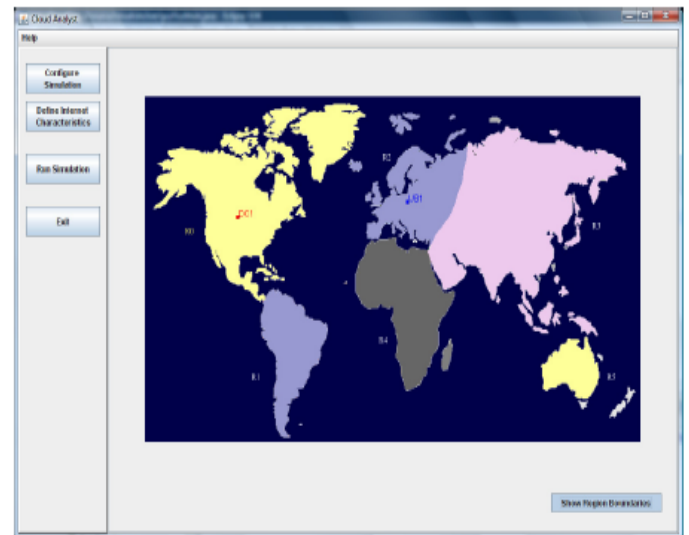 Cloud Analyst
Help
Configure
Simulation
Define Internet
Characteristics
Run Simulation
Exit
R2
UB1
DC1
R0
R3
R4
R1
R5
Show Region Boundaries